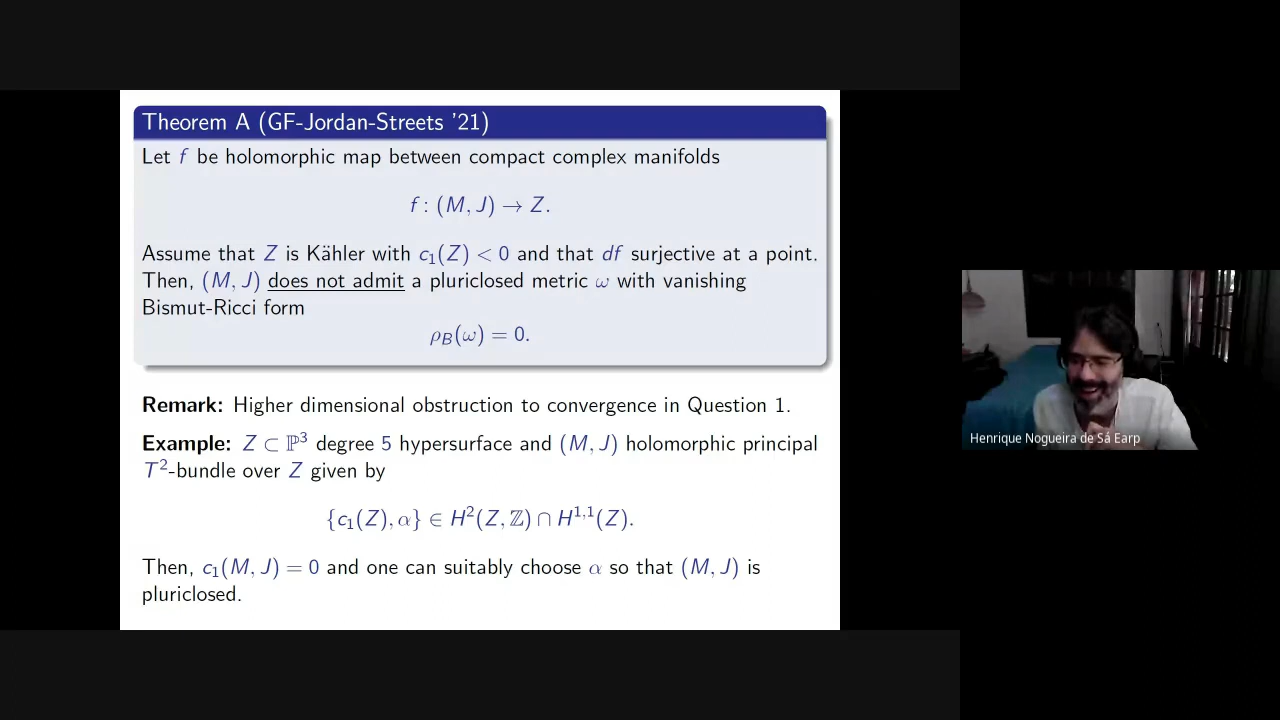 Theorem A (GF-Jordan-Streets '21)
Let f be holomorphic map between compact complex manifolds
f : (M, J) → Z.
Assume that Z is Kähler with c₁(Z) < 0 and that df surjective at a point.
Then, (M, J) does not admit a pluriclosed metric ω with vanishing
Bismut-Ricci form
ρ_B(ω) = 0.
Remark: Higher dimensional obstruction to convergence in Question 1.
Example: Z ⊂ ℙ³ degree 5 hypersurface and (M, J) holomorphic principal
T²-bundle over Z given by
{c₁(Z), α} ∈ H²(Z, ℤ) ∩ H¹,¹(Z).
Then, c₁(M, J) = 0 and one can suitably choose α so that (M, J) is
pluriclosed.
Henrique Nogueira de Sá Earp